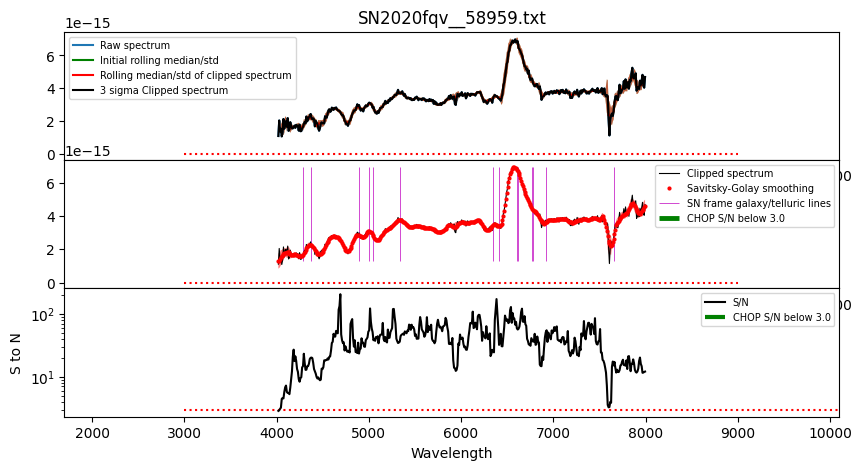 SN2020fqv__58959.txt
1e−15
6
4
2
0
Raw spectrum
Initial rolling median/std
Rolling median/std of clipped spectrum
3 sigma Clipped spectrum
1e−15
00
6
4
2
0
Clipped spectrum
Savitsky-Golay smoothing
SN frame galaxy/telluric lines
CHOP S/N below 3.0
00
S to N
10²
10¹
S/N
CHOP S/N below 3.0
2000 3000 4000 5000 6000 7000 8000 9000 10000
Wavelength